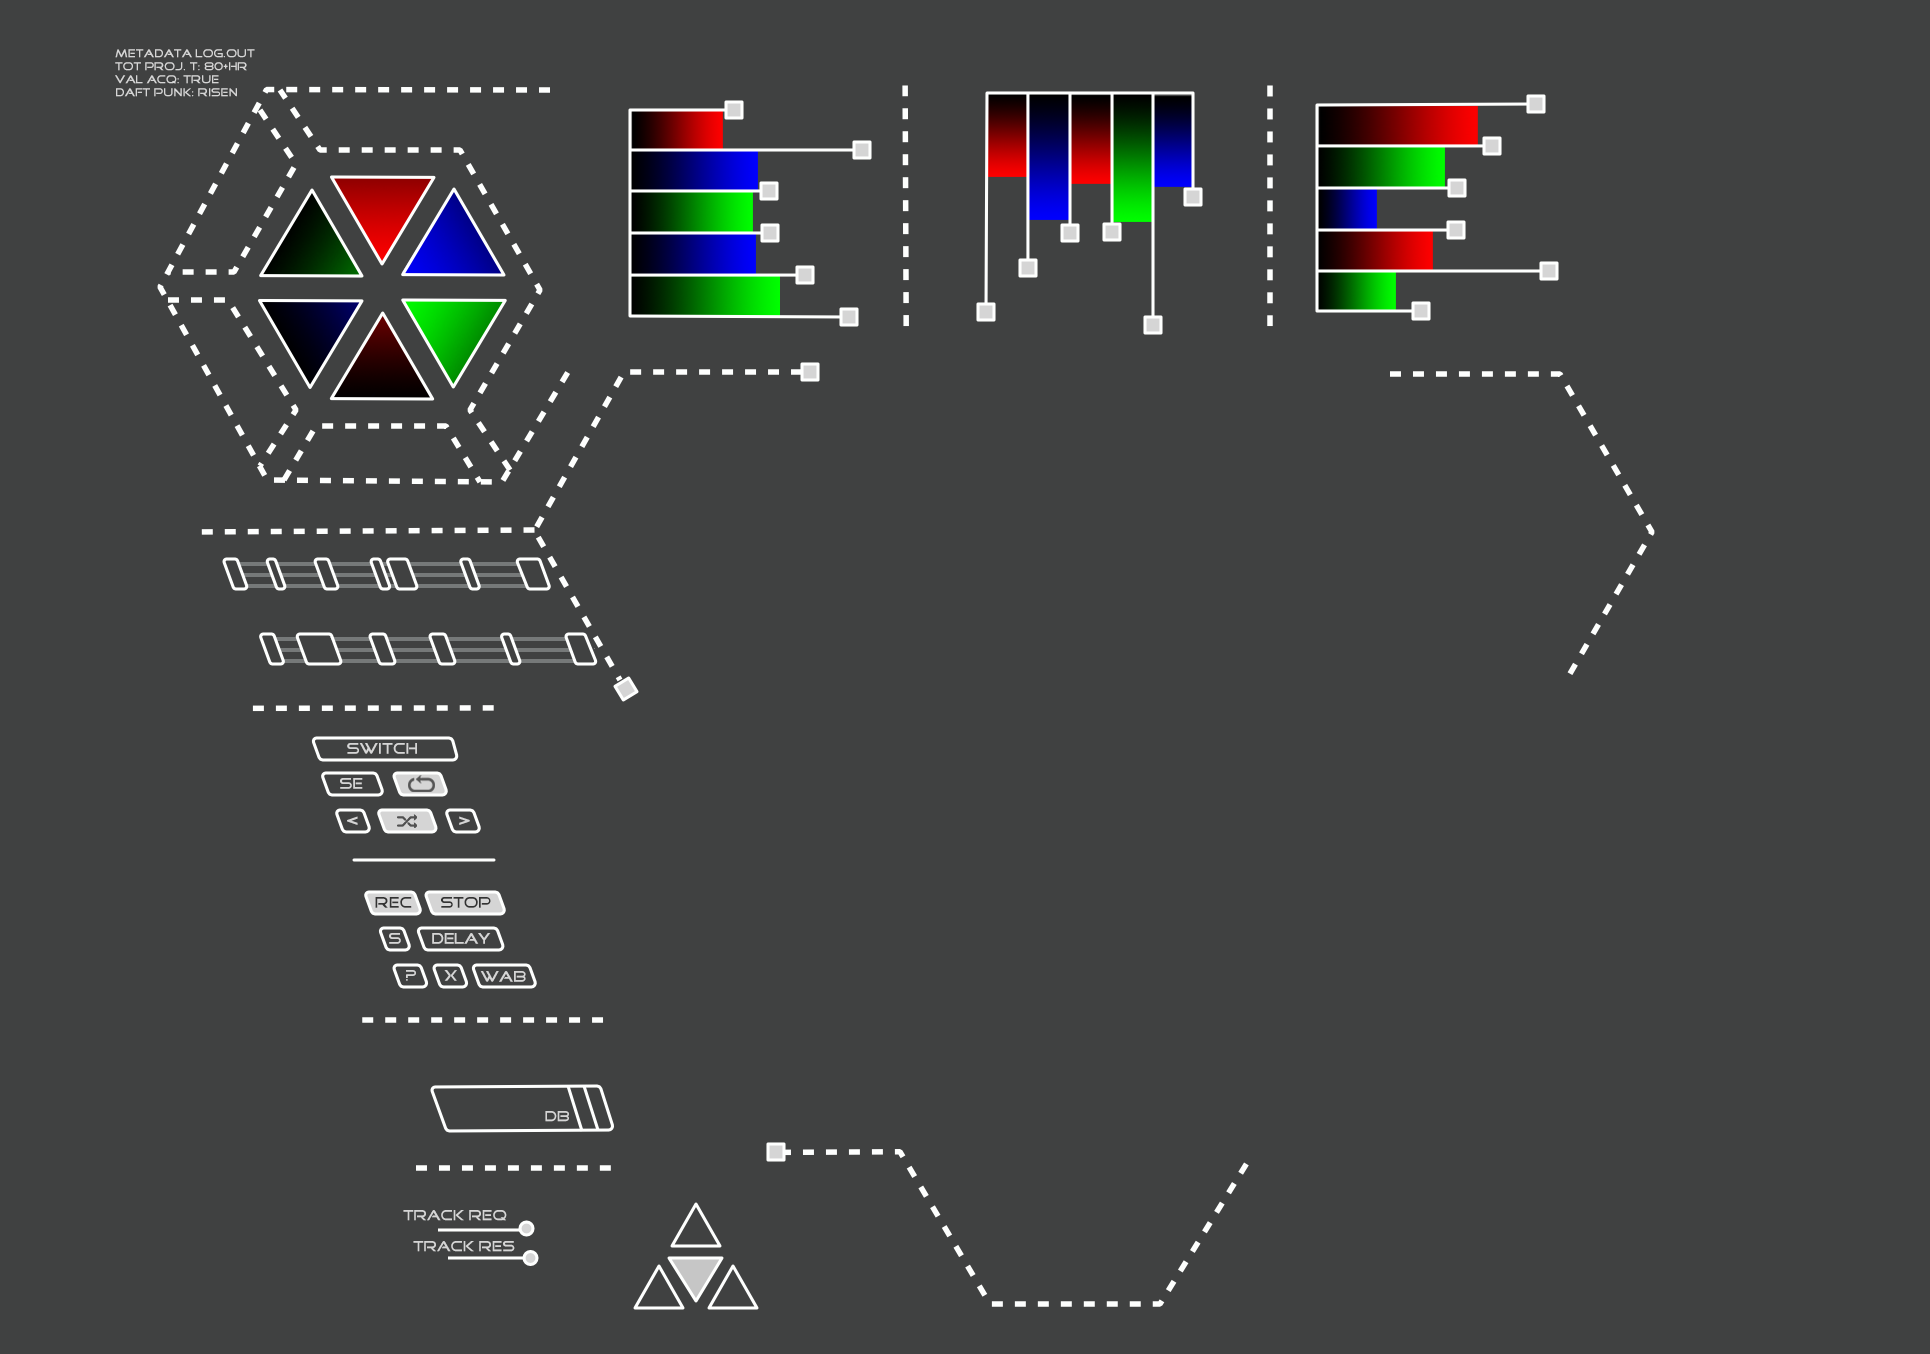 METADATA LOG.OUT
TOT PROJ. T: 80+HR
VAL ACQ: TRUE
DAFT PUNK: RISEN
SWITCH
SE
< >
REC STOP
S DELAY
P X WAB
DB
TRACK REQ
TRACK RES